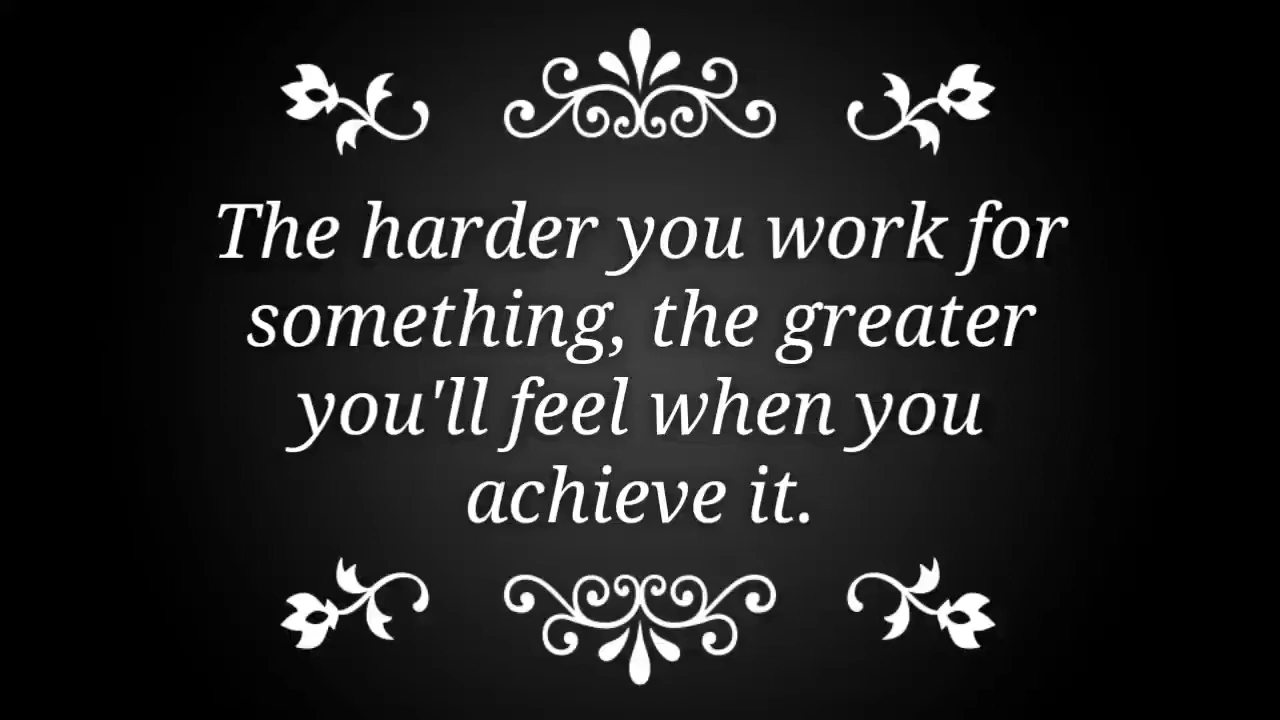 The harder you work for
something, the greater
you'll feel when you
achieve it.